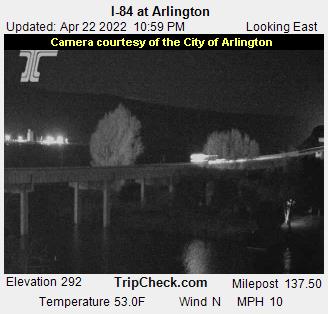 I-84 at Arlington
Updated: Apr 22 2022 10:59 PM Looking East
Camera courtesy of the City of Arlington
Elevation 292 TripCheck.com Milepost 137.50
Temperature 53.0F Wind N MPH 10